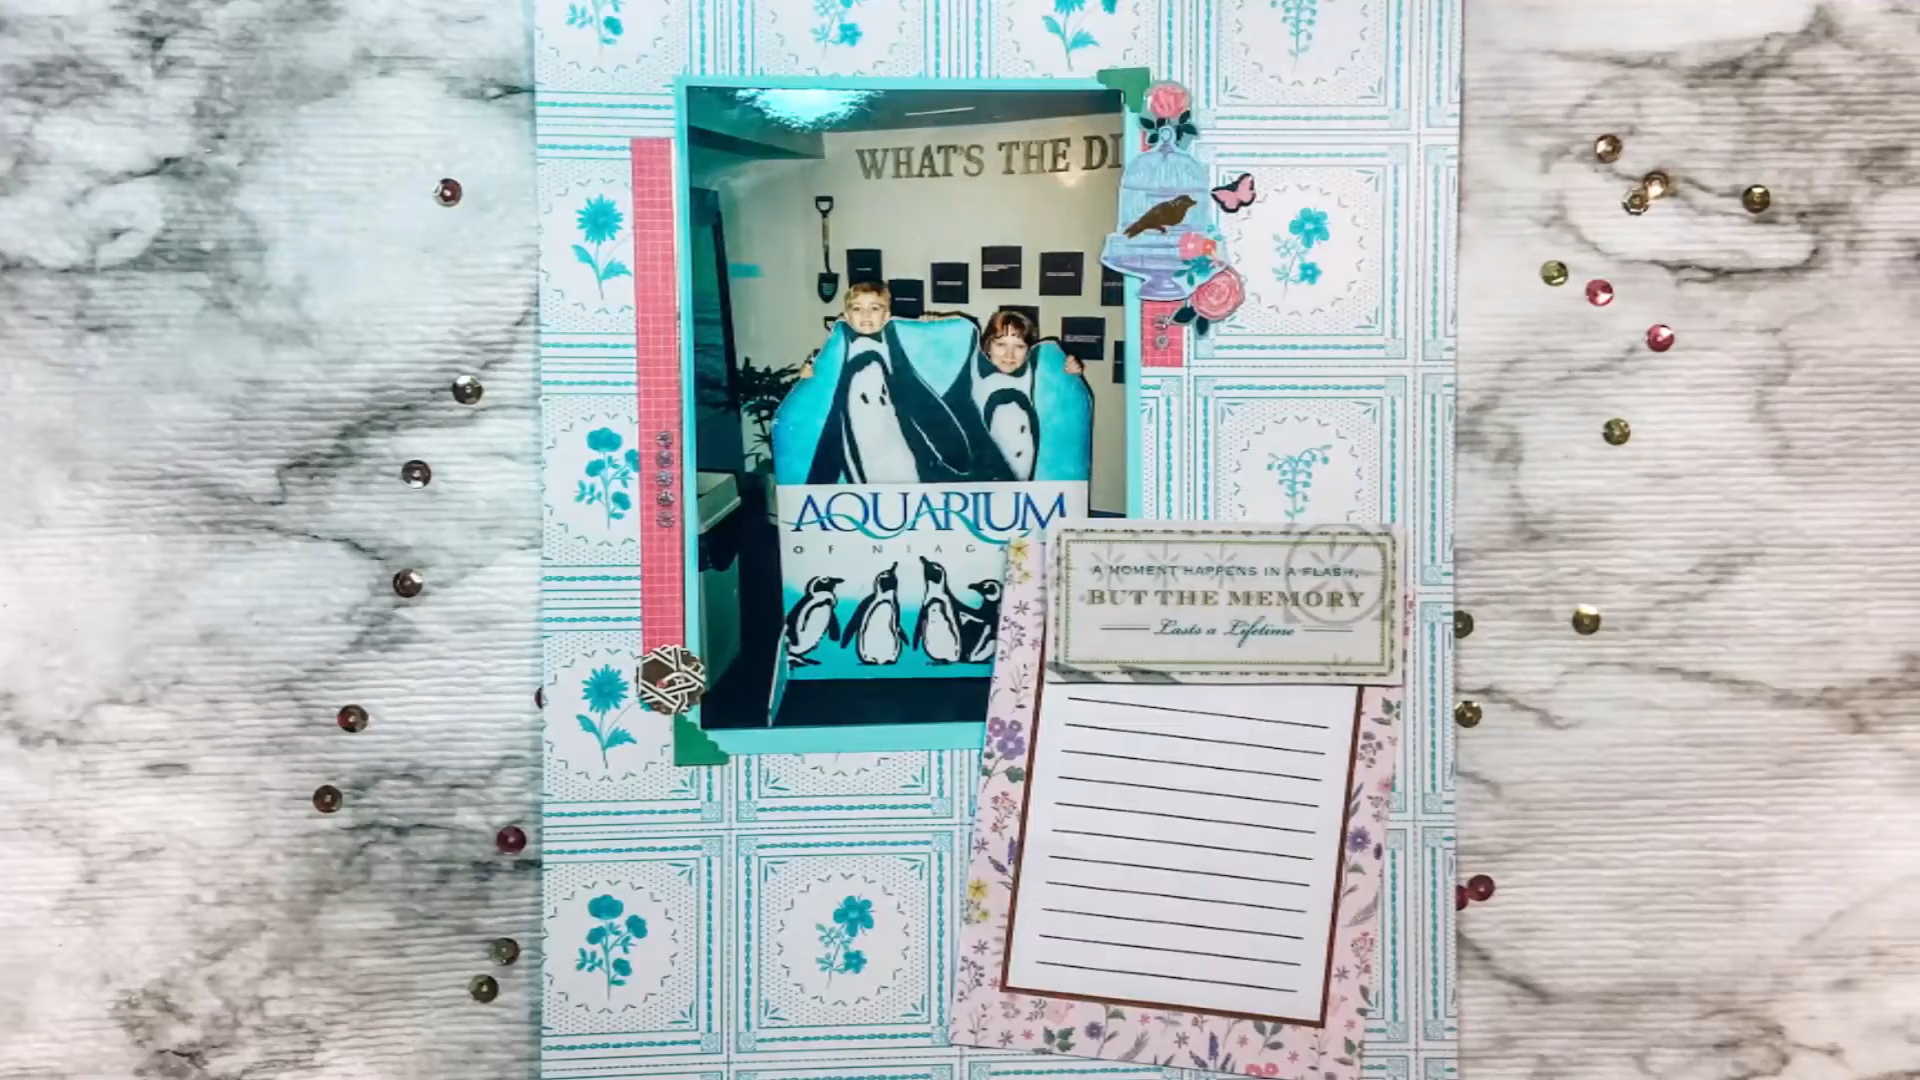 WHAT'S THE DI
AQUARIUM
OF NIAGA
A MOMENT HAPPENS IN A FLASH,
BUT THE MEMORY
Lasts a Lifetime